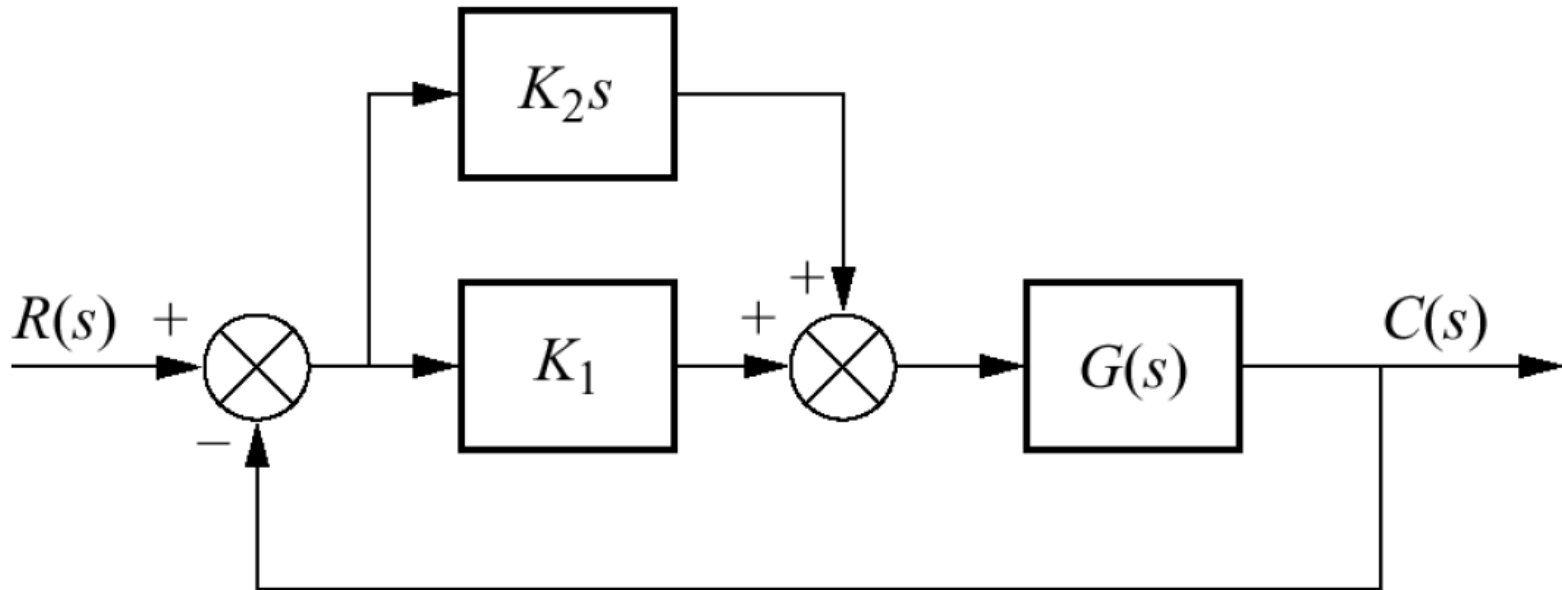 K₂s
+
R(s) + K₁ + G(s) C(s)
−